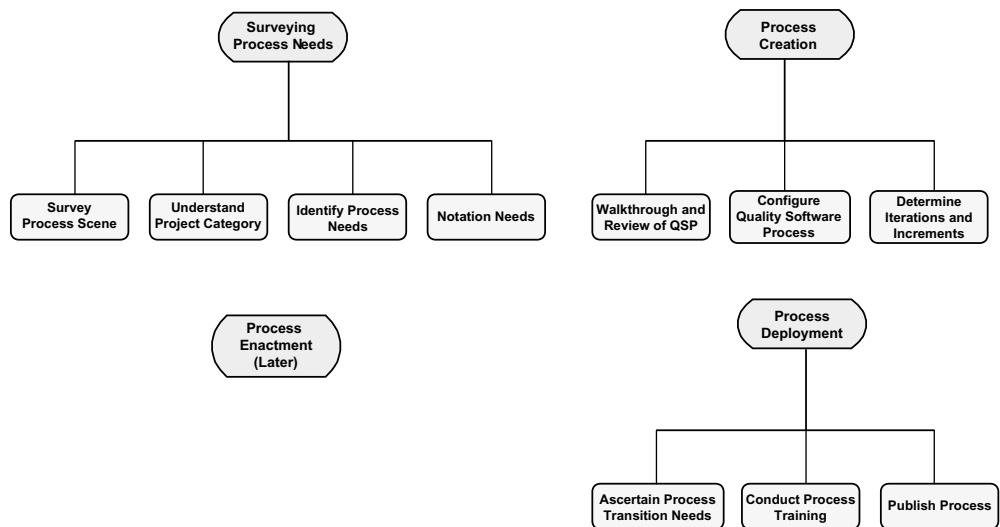 Surveying
Process Needs
Survey
Process Scene
Understand
Project Category
Identify Process
Needs
Notation Needs
Process
Creation
Walkthrough and
Review of QSP
Configure
Quality Software
Process
Determine
Iterations and
Increments
Process
Enactment
(Later)
Process
Deployment
Ascertain Process
Transition Needs
Conduct Process
Training
Publish Process